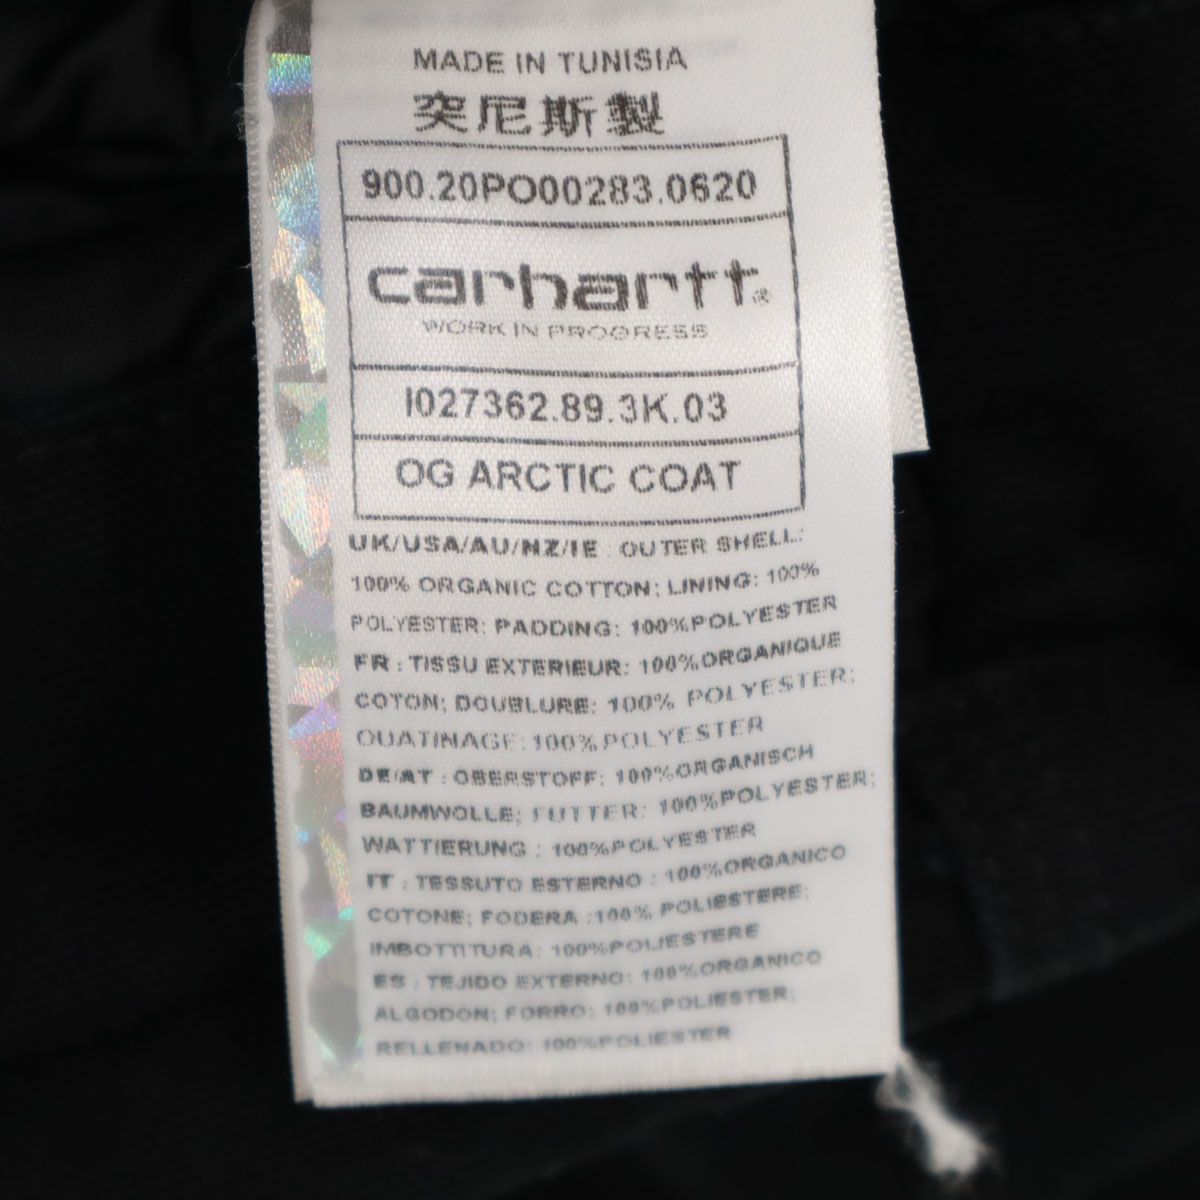 MADE IN TUNISIA
突尼斯製
900.20PO00283.0620
carhartt®
WORK IN PROGRESS
I027362.89.3K.03
OG ARCTIC COAT
UK/USA/AU/NZ/IE : OUTER SHELL:
100% ORGANIC COTTON; LINING: 100%
POLYESTER; PADDING: 100%POLYESTER
FR : TISSU EXTERIEUR: 100%ORGANIQUE
COTON; DOUBLURE: 100% POLYESTER;
OUATINAGE: 100%POLYESTER
DE/AT : OBERSTOFF: 100%ORGANISCH
BAUMWOLLE; FUTTER: 100%POLYESTER;
WATTIERUNG : 100%POLYESTER
IT : TESSUTO ESTERNO : 100%ORGANICO
COTONE; FODERA :100% POLIESTERE;
IMBOTTITURA: 100%POLIESTERE
ES : TEJIDO EXTERNO: 100%ORGANICO
ALGODON; FORRO: 100%POLIESTER;
RELLENADO: 100%POLIESTER